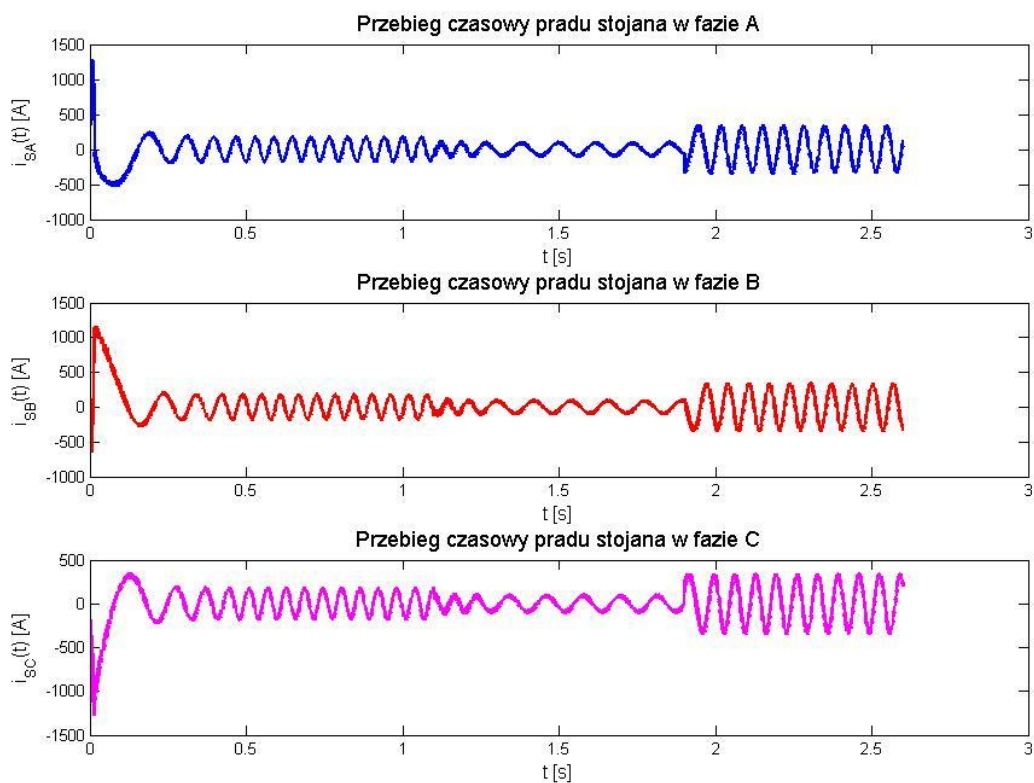 Przebieg czasowy pradu stojana w fazie A
1500
1000
500
0
-500
-1000
i_SA(t) [A]
0 0.5 1 1.5 2 2.5 3
t [s]
Przebieg czasowy pradu stojana w fazie B
1500
1000
500
0
-500
-1000
i_SB(t) [A]
0 0.5 1 1.5 2 2.5 3
t [s]
Przebieg czasowy pradu stojana w fazie C
500
0
-500
-1000
-1500
i_SC(t) [A]
0 0.5 1 1.5 2 2.5 3
t [s]